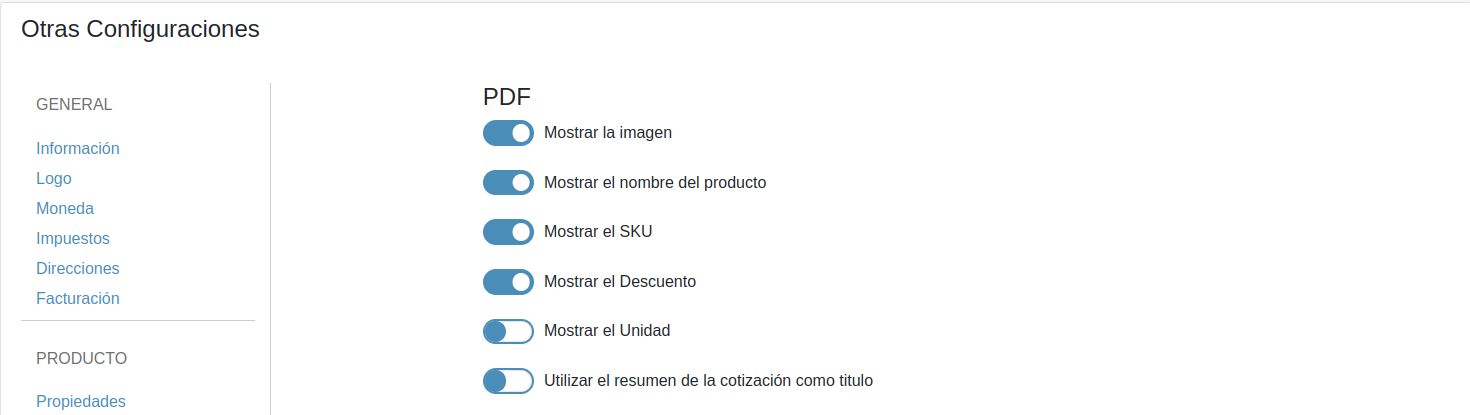 Otras Configuraciones
GENERAL
Información
Logo
Moneda
Impuestos
Direcciones
Facturación
PRODUCTO
Propiedades
PDF
Mostrar la imagen
Mostrar el nombre del producto
Mostrar el SKU
Mostrar el Descuento
Mostrar el Unidad
Utilizar el resumen de la cotización como titulo